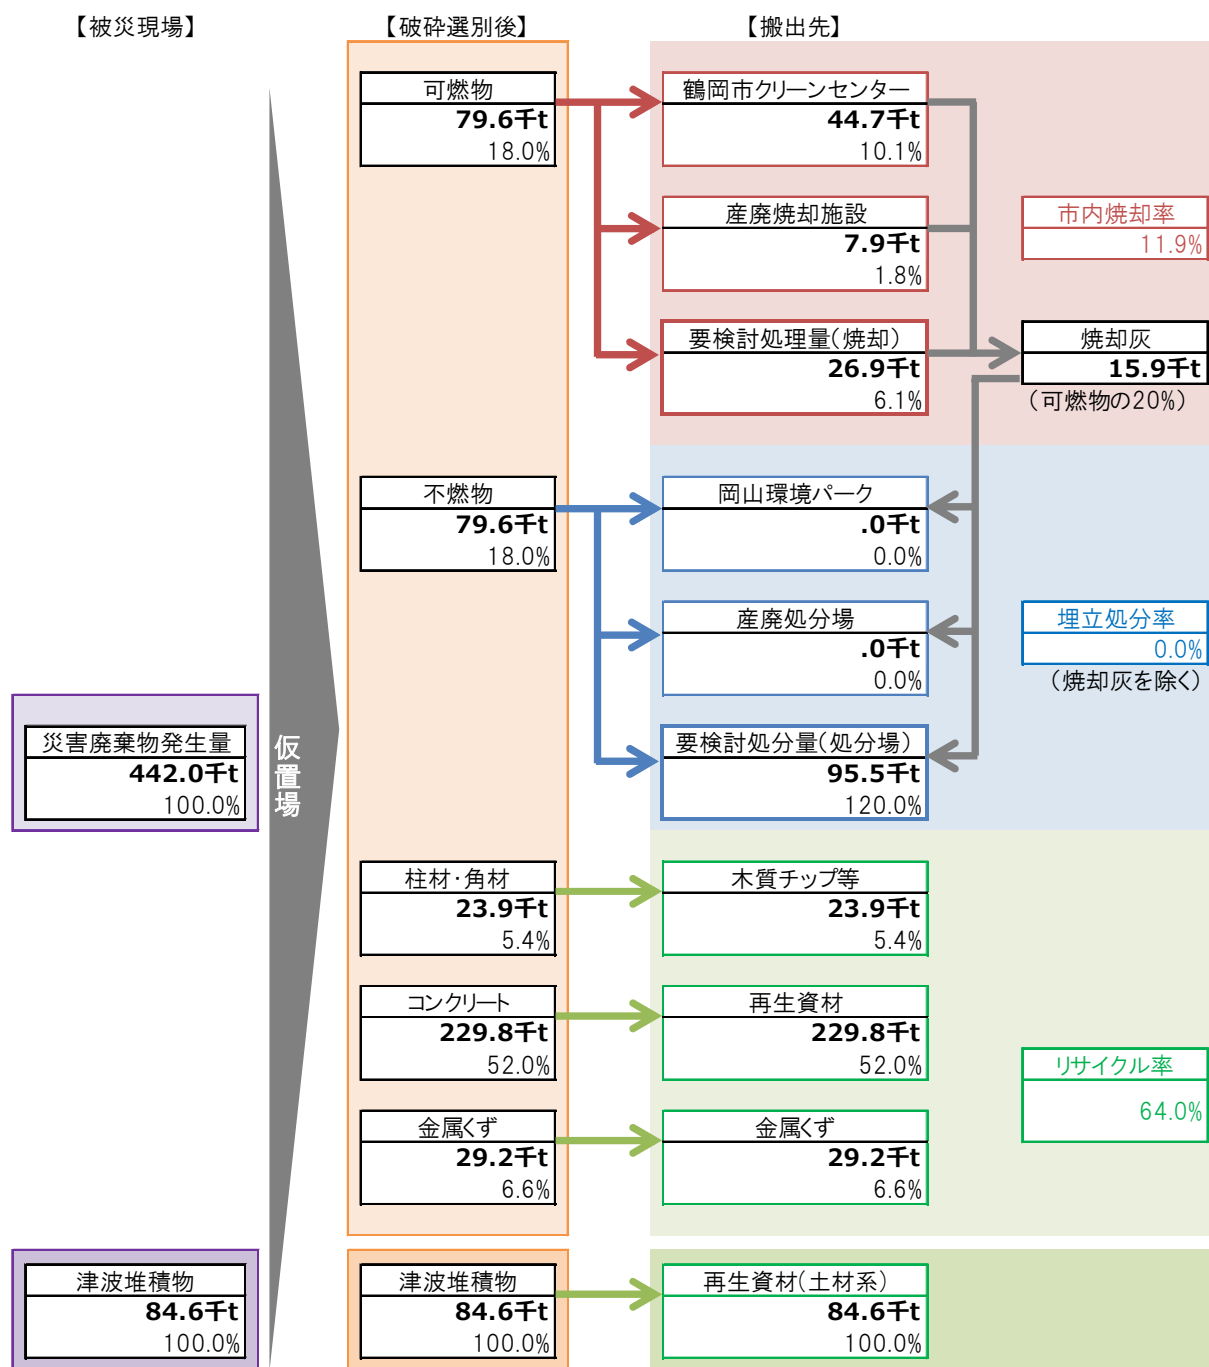 【被災現場】
【破砕選別後】
【搬出先】
可燃物
79.6千t
18.0%
鶴岡市クリーンセンター
44.7千t
10.1%
産廃焼却施設
7.9千t
1.8%
市内焼却率
11.9%
要検討処理量(焼却)
26.9千t
6.1%
焼却灰
15.9千t
(可燃物の20%)
不燃物
79.6千t
18.0%
岡山環境パーク
.0千t
0.0%
産廃処分場
.0千t
0.0%
埋立処分率
0.0%
(焼却灰を除く)
災害廃棄物発生量
442.0千t
100.0%
仮置場
要検討処分量(処分場)
95.5千t
120.0%
柱材・角材
23.9千t
5.4%
木質チップ等
23.9千t
5.4%
コンクリート
229.8千t
52.0%
再生資材
229.8千t
52.0%
リサイクル率
64.0%
金属くず
29.2千t
6.6%
金属くず
29.2千t
6.6%
津波堆積物
84.6千t
100.0%
津波堆積物
84.6千t
100.0%
再生資材(土材系)
84.6千t
100.0%